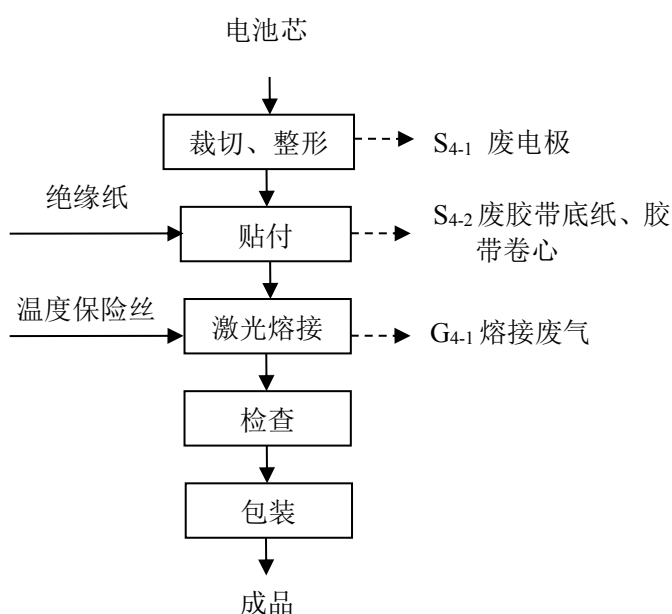 电池芯
裁切、整形
S4-1 废电极
绝缘纸
贴付
S4-2废胶带底纸、胶
带卷心
温度保险丝
激光熔接
G4-1熔接废气
检查
包装
成品